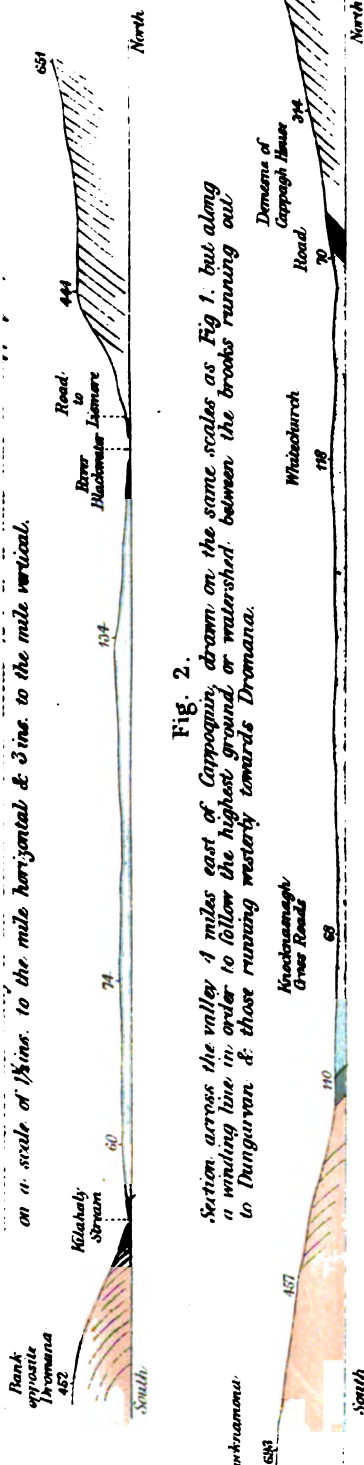 on a scale of 1½ ins. to the mile horizontal & 3 ins. to the mile vertical.
Bank
opposite
Dromana
452
Kilahaly
Stream
60
74
134
River
Blackwater
Road
to
Lismore
444
651
South
North
Fig. 2.
Section across the valley 4 miles east of Cappoquin, drawn on the same scales as Fig 1. but along
a winding line in order to follow the highest ground or watershed between the brooks running out
to Dungarvan & those running westerly towards Dromana.
683
457
110
Knocknaenagh
Cross Roads
68
Whitechurch
118
70
Road
Demesne of
Cappagh House
314
South
North